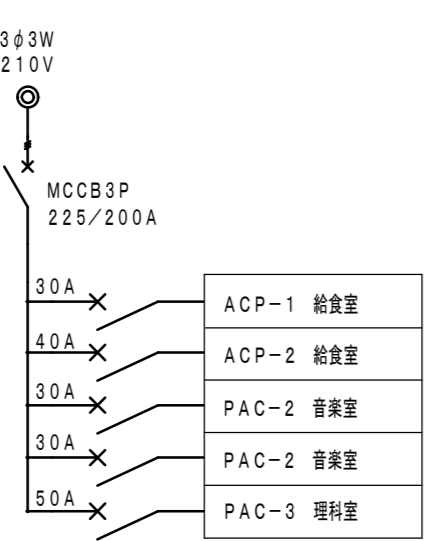 3φ3W
210V
MCCB3P
225/200A
30A ACP-1 給食室
40A ACP-2 給食室
30A PAC-2 音楽室
30A PAC-2 音楽室
50A PAC-3 理科室